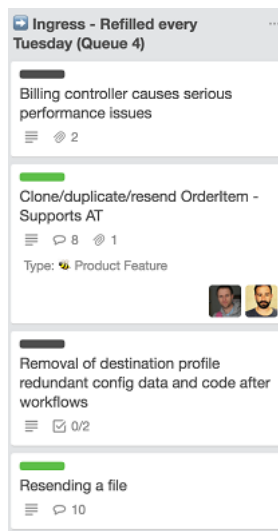 Ingress - Refilled every
Tuesday (Queue 4)
Billing controller causes serious
performance issues
2
Clone/duplicate/resend OrderItem -
Supports AT
8 1
Type: 🐝 Product Feature
Removal of destination profile
redundant config data and code after
workflows
0/2
Resending a file
10